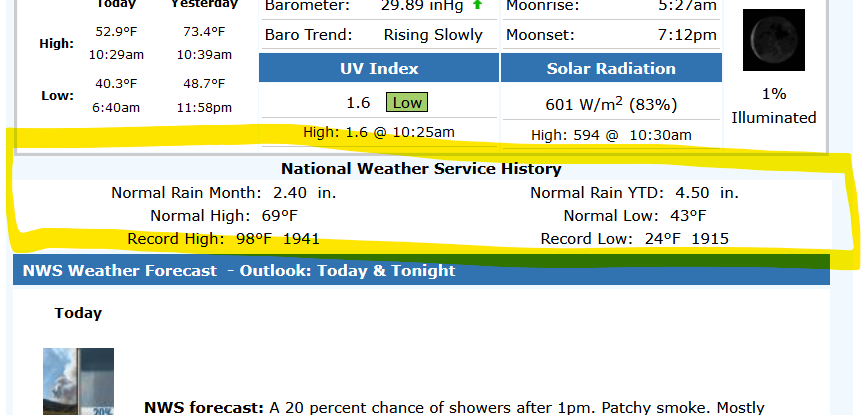 Today Yesterday
High: 52.9°F 73.4°F
10:29am 10:39am
Low: 40.3°F 48.7°F
6:40am 11:58pm
Barometer: 29.89 inHg
Baro Trend: Rising Slowly
UV Index
1.6 Low
High: 1.6 @ 10:25am
Solar Radiation
601 W/m2 (83%)
High: 594 @ 10:30am
Moonrise: 5:27am
Moonset: 7:12pm
1%
Illuminated
National Weather Service History
Normal Rain Month: 2.40 in. Normal Rain YTD: 4.50 in.
Normal High: 69°F Normal Low: 43°F
Record High: 98°F 1941 Record Low: 24°F 1915
NWS Weather Forecast - Outlook: Today & Tonight
Today
20%
NWS forecast: A 20 percent chance of showers after 1pm. Patchy smoke. Mostly